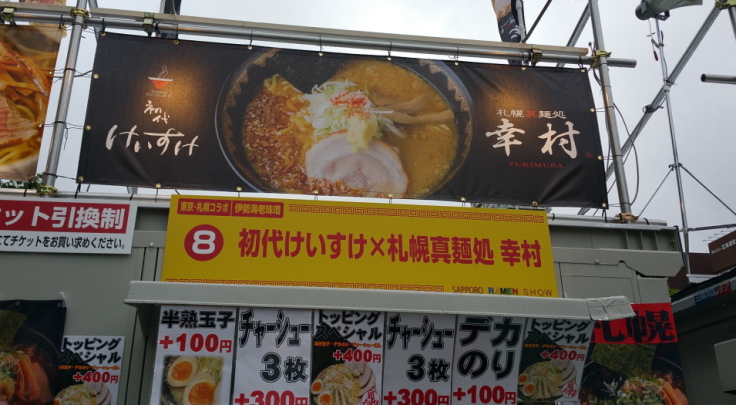 初代
けいすけ
札幌真麺処
幸村
YUKIMURA
ット引換制
てチケットをお買い求めください。
東京・札幌コラボ 伊勢海老味噌
8 初代けいすけ×札幌真麺処 幸村
SAPPORO RAMEN SHOW
半熟玉子
+100円
チャーシュー
3枚
+300円
トッピング
スペシャル
+400円
チャーシュー
3枚
+300円
デカ
のり
+100円
トッピング
スペシャル
+400円
トッピング
スペシャル
+400円
札幌